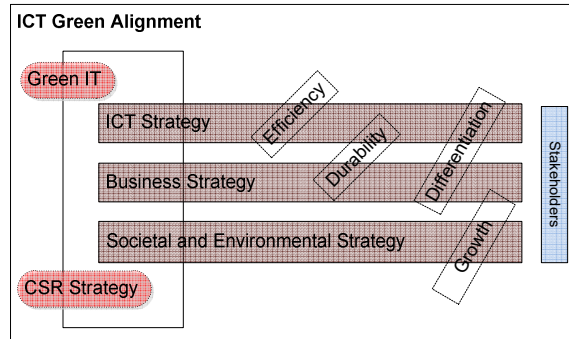 ICT Green Alignment
Green IT
ICT Strategy
Efficiency
Durability
Differentiation
Business Strategy
Societal and Environmental Strategy
Growth
CSR Strategy
Stakeholders